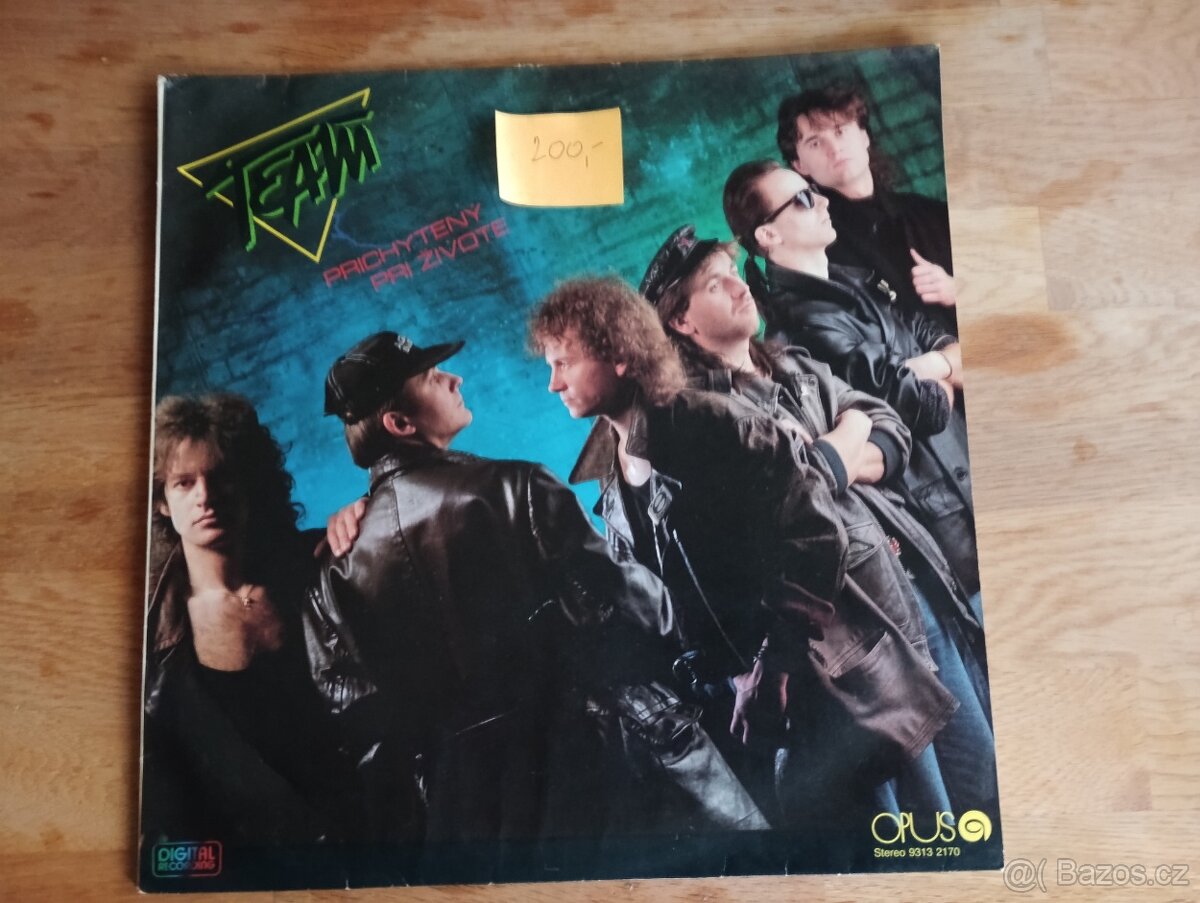 TEAM
200,-
PRICHYTENÝ
PRI ŽIVOTE
DIGITAL
RECORDING
OPUS
Stereo 9313 2170
@( Bazos.cz